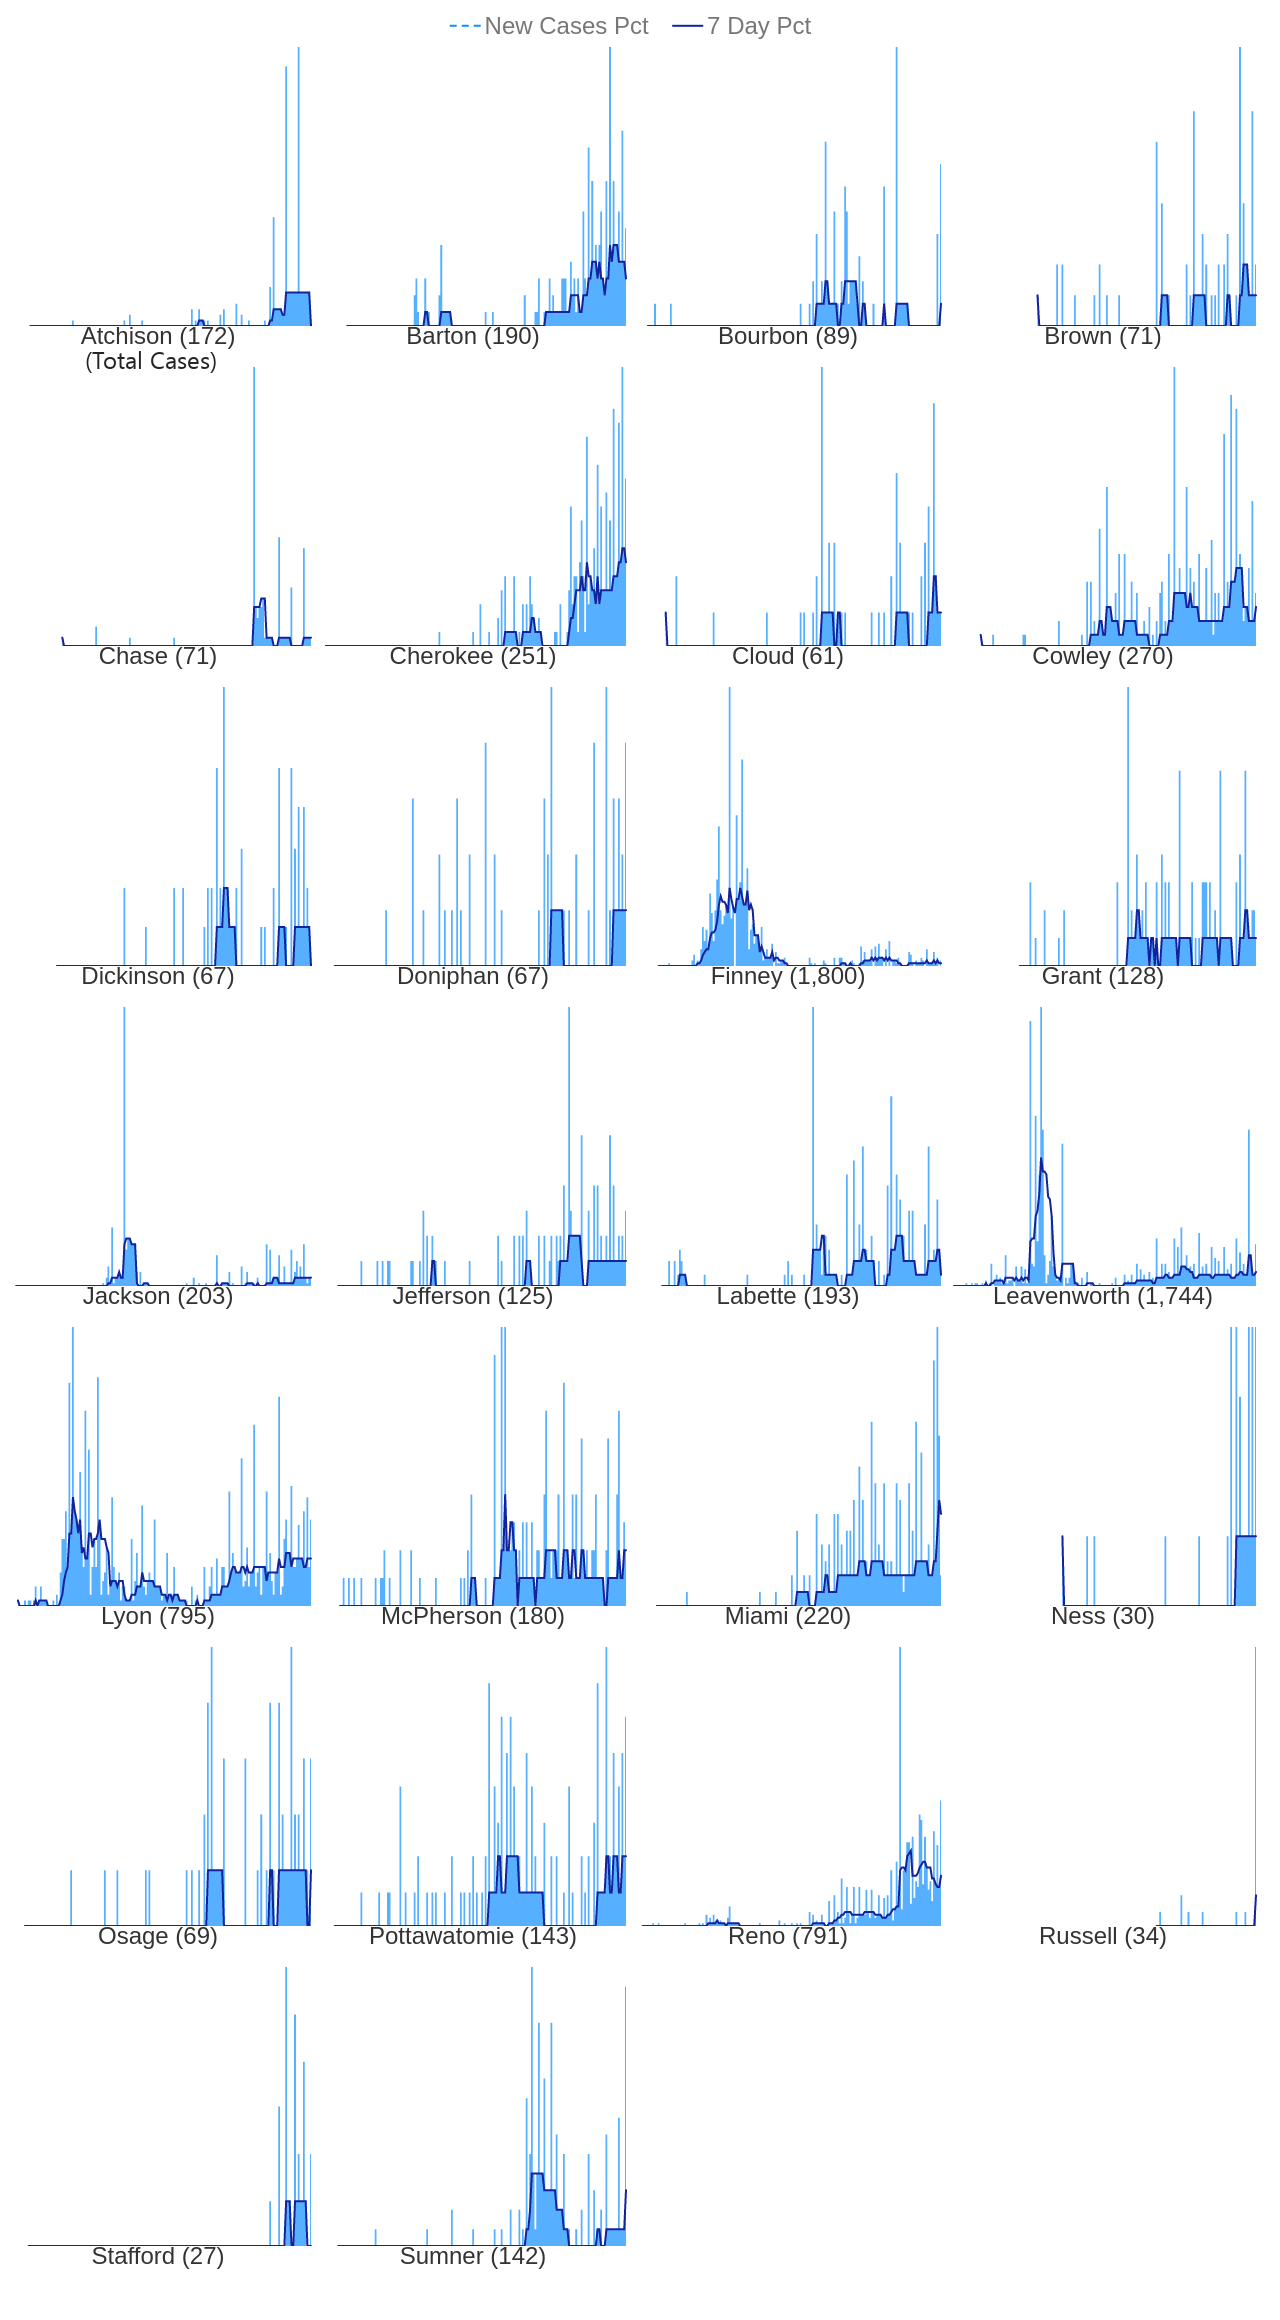 New Cases Pct 7 Day Pct
Atchison (172) Barton (190) Bourbon (89) Brown (71)
(Total Cases)
Chase (71) Cherokee (251) Cloud (61) Cowley (270)
Dickinson (67) Doniphan (67) Finney (1,800) Grant (128)
Jackson (203) Jefferson (125) Labette (193) Leavenworth (1,744)
Lyon (795) McPherson (180) Miami (220) Ness (30)
Osage (69) Pottawatomie (143) Reno (791) Russell (34)
Stafford (27) Sumner (142)